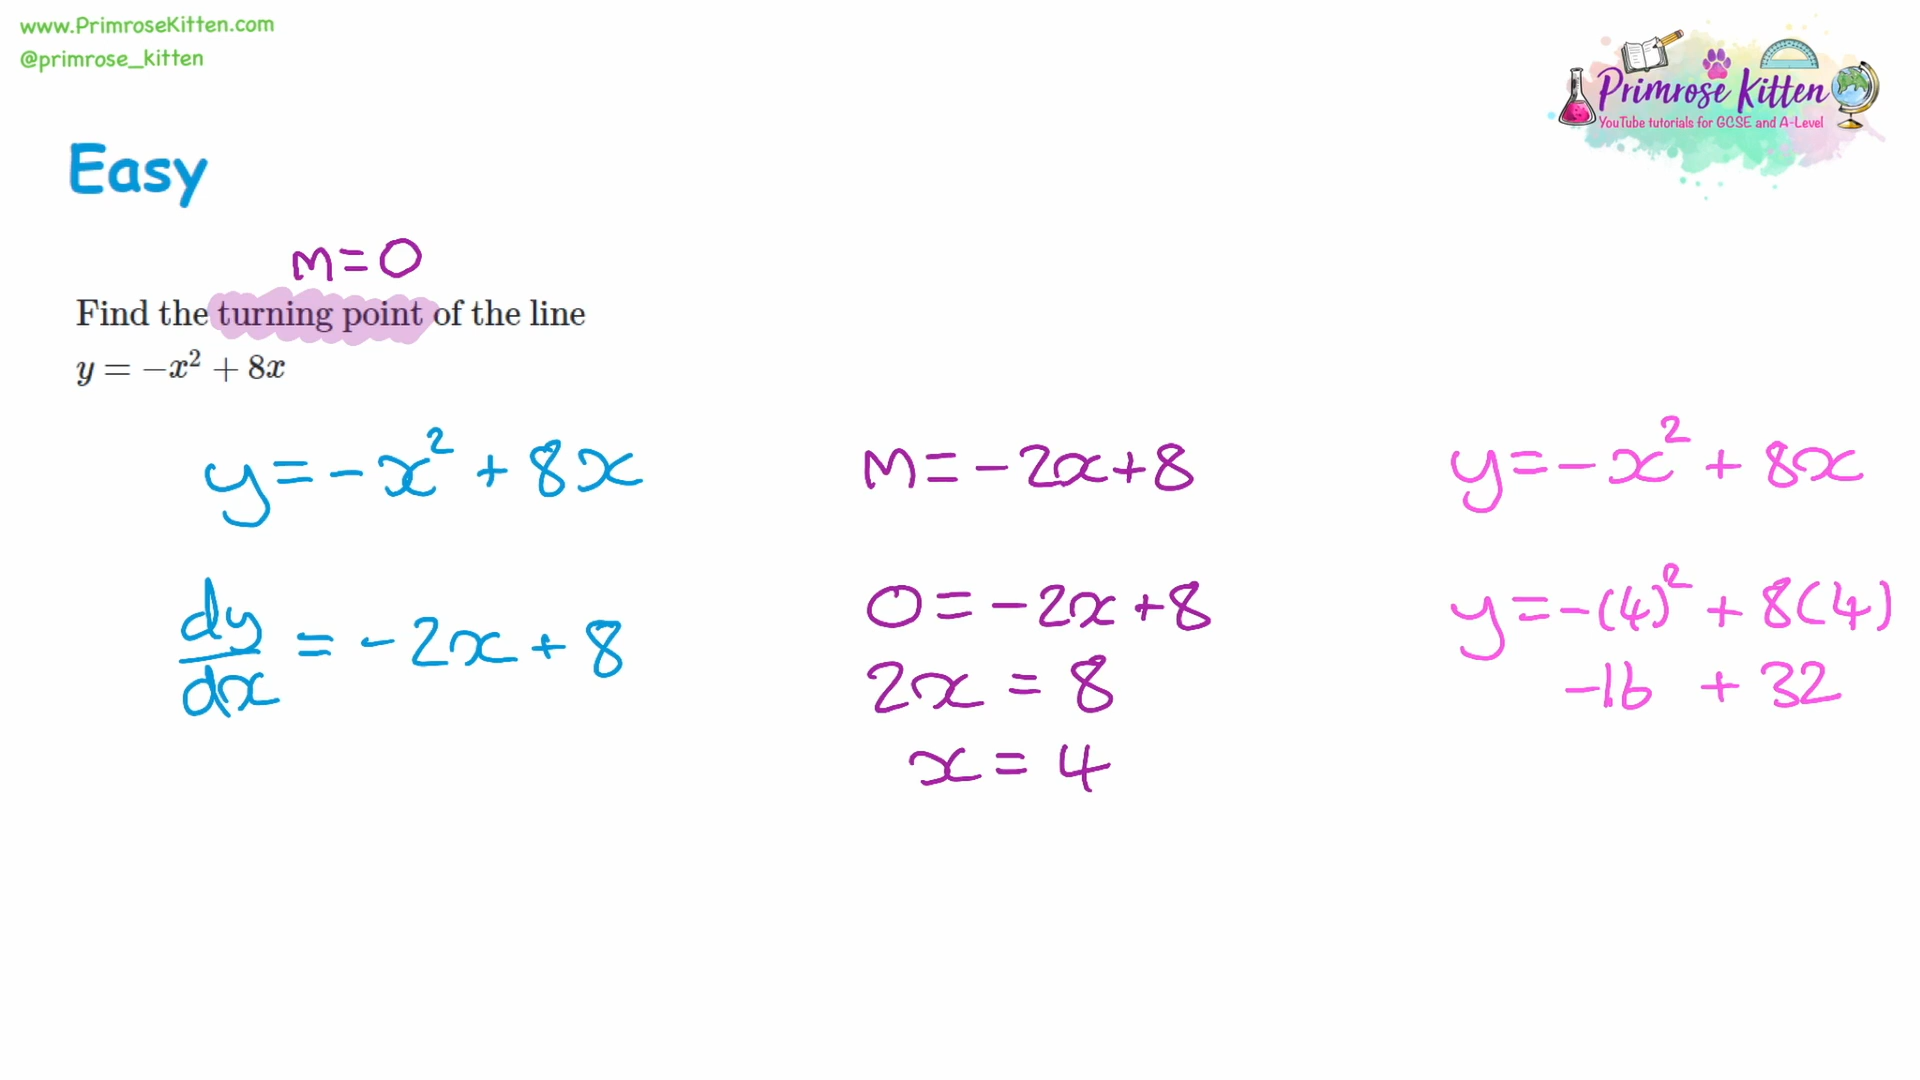 www.PrimroseKitten.com
@primrose_kitten
Primrose Kitten
YouTube tutorials for GCSE and A-Level
Easy
m=0
Find the turning point of the line
y = −x² + 8x
y = -x² + 8x
dy/dx = -2x + 8
m = -2x+8
0 = -2x+8
2x = 8
x = 4
y = -x² + 8x
y = -(4)² + 8(4)
-16 + 32